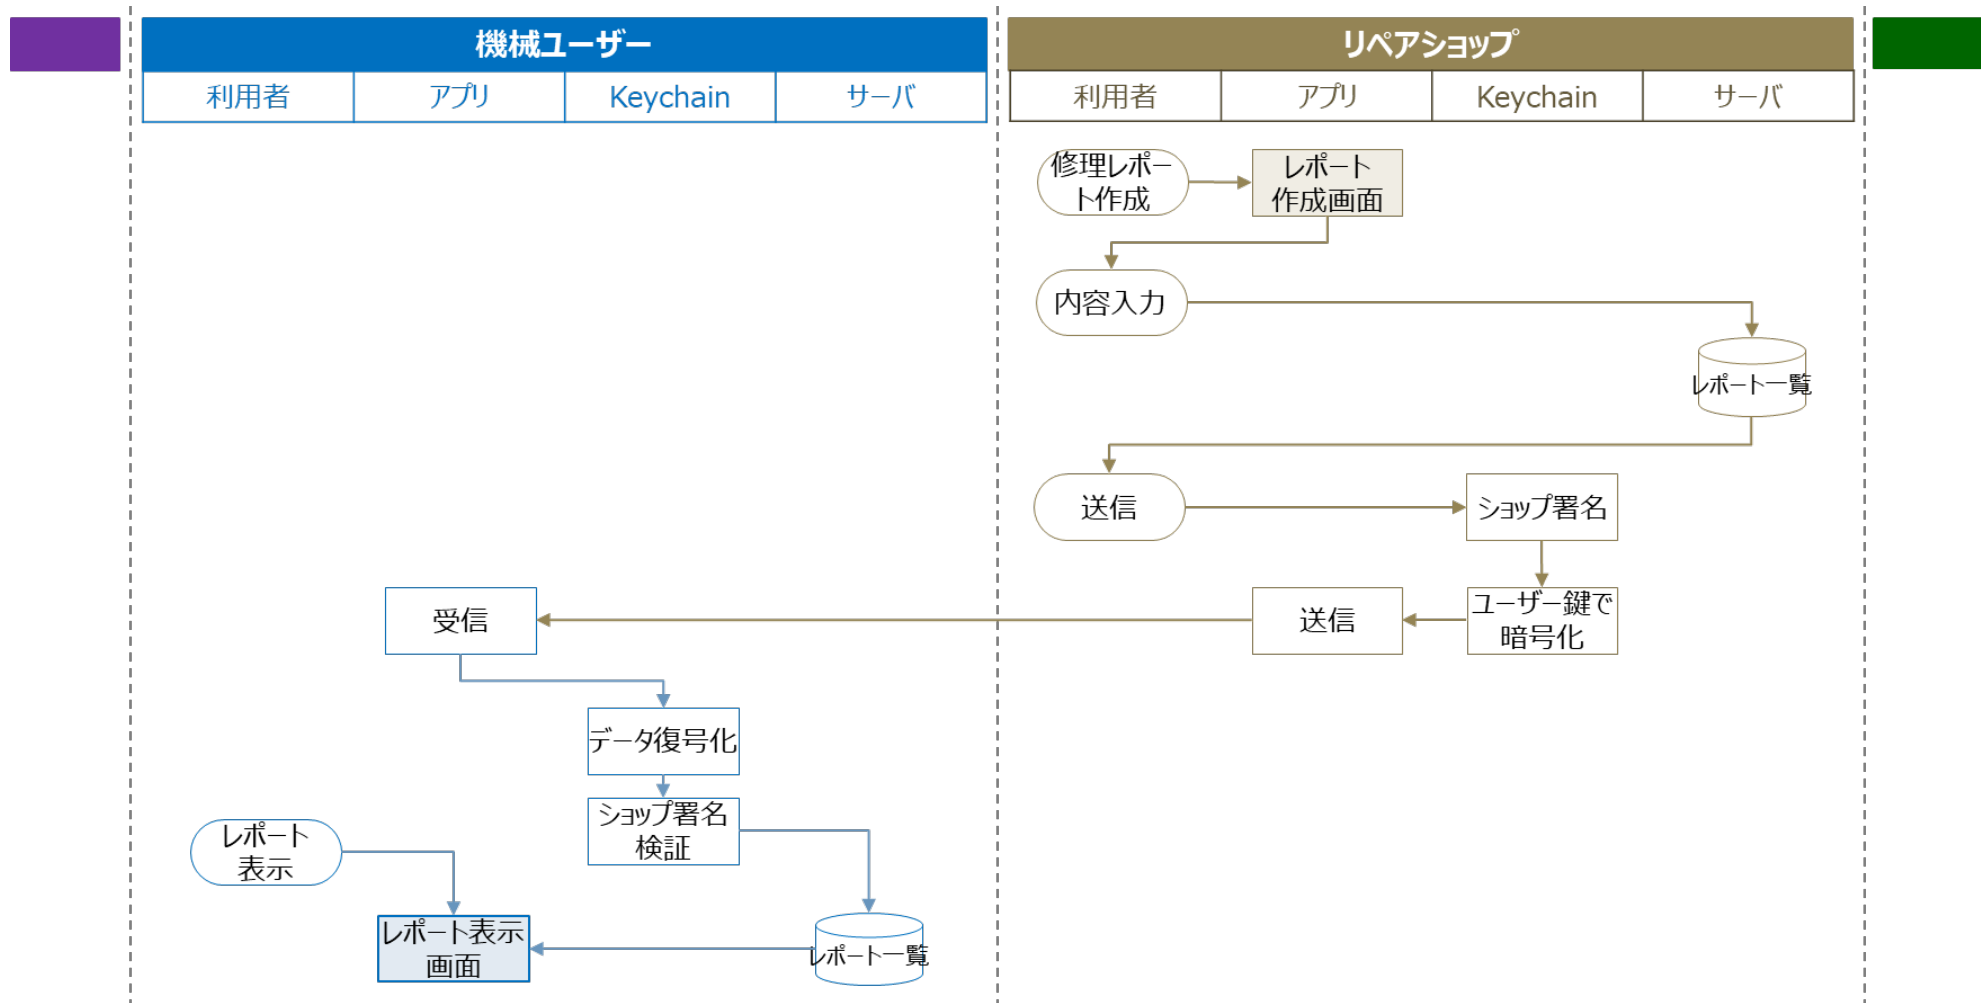 機械ユーザー
リペアショップ
利用者
アプリ
Keychain
サーバ
利用者
アプリ
Keychain
サーバ
修理レポー
ト作成
レポート
作成画面
内容入力
レポート一覧
送信
ショップ署名
受信
送信
ユーザー鍵で
暗号化
データ復号化
ショップ署名
検証
レポート
表示
レポート表示
画面
レポート一覧